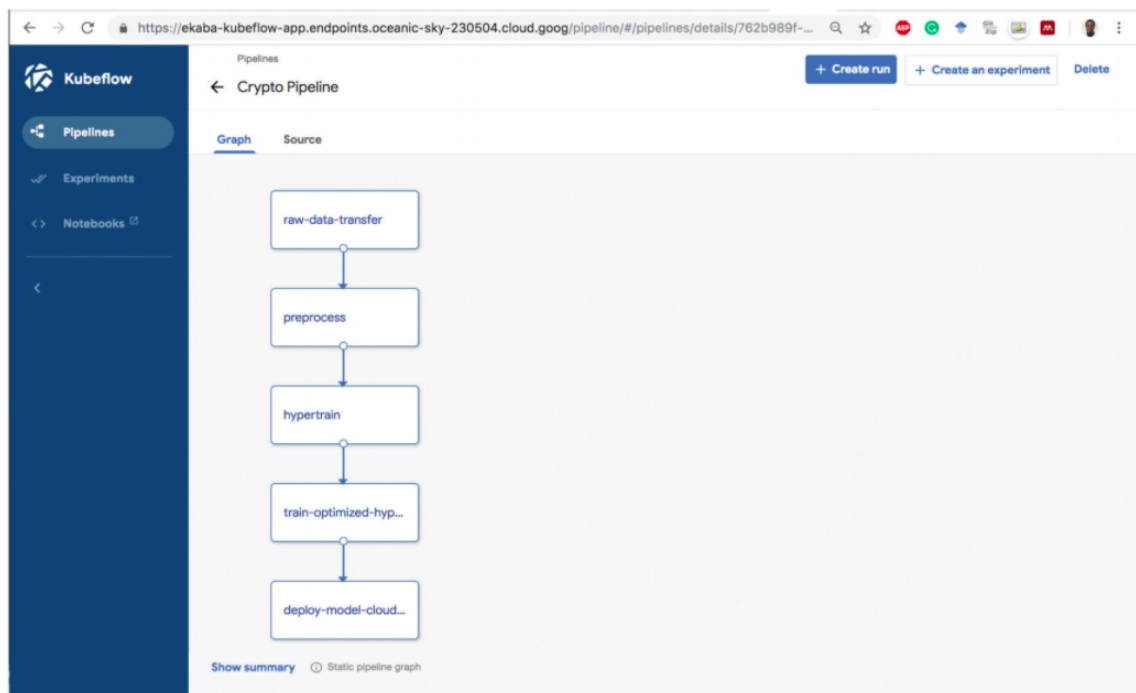 https://ekaba-kubeflow-app.endpoints.oceanic-sky-230504.cloud.goog/pipeline/#/pipelines/details/762b989f-...
ABP
Kubeflow
Pipelines
Crypto Pipeline
+ Create run
+ Create an experiment
Delete
Pipelines
Experiments
Notebooks
Graph
Source
raw-data-transfer
preprocess
hypertrain
train-optimized-hyp...
deploy-model-cloud...
Show summary
Static pipeline graph